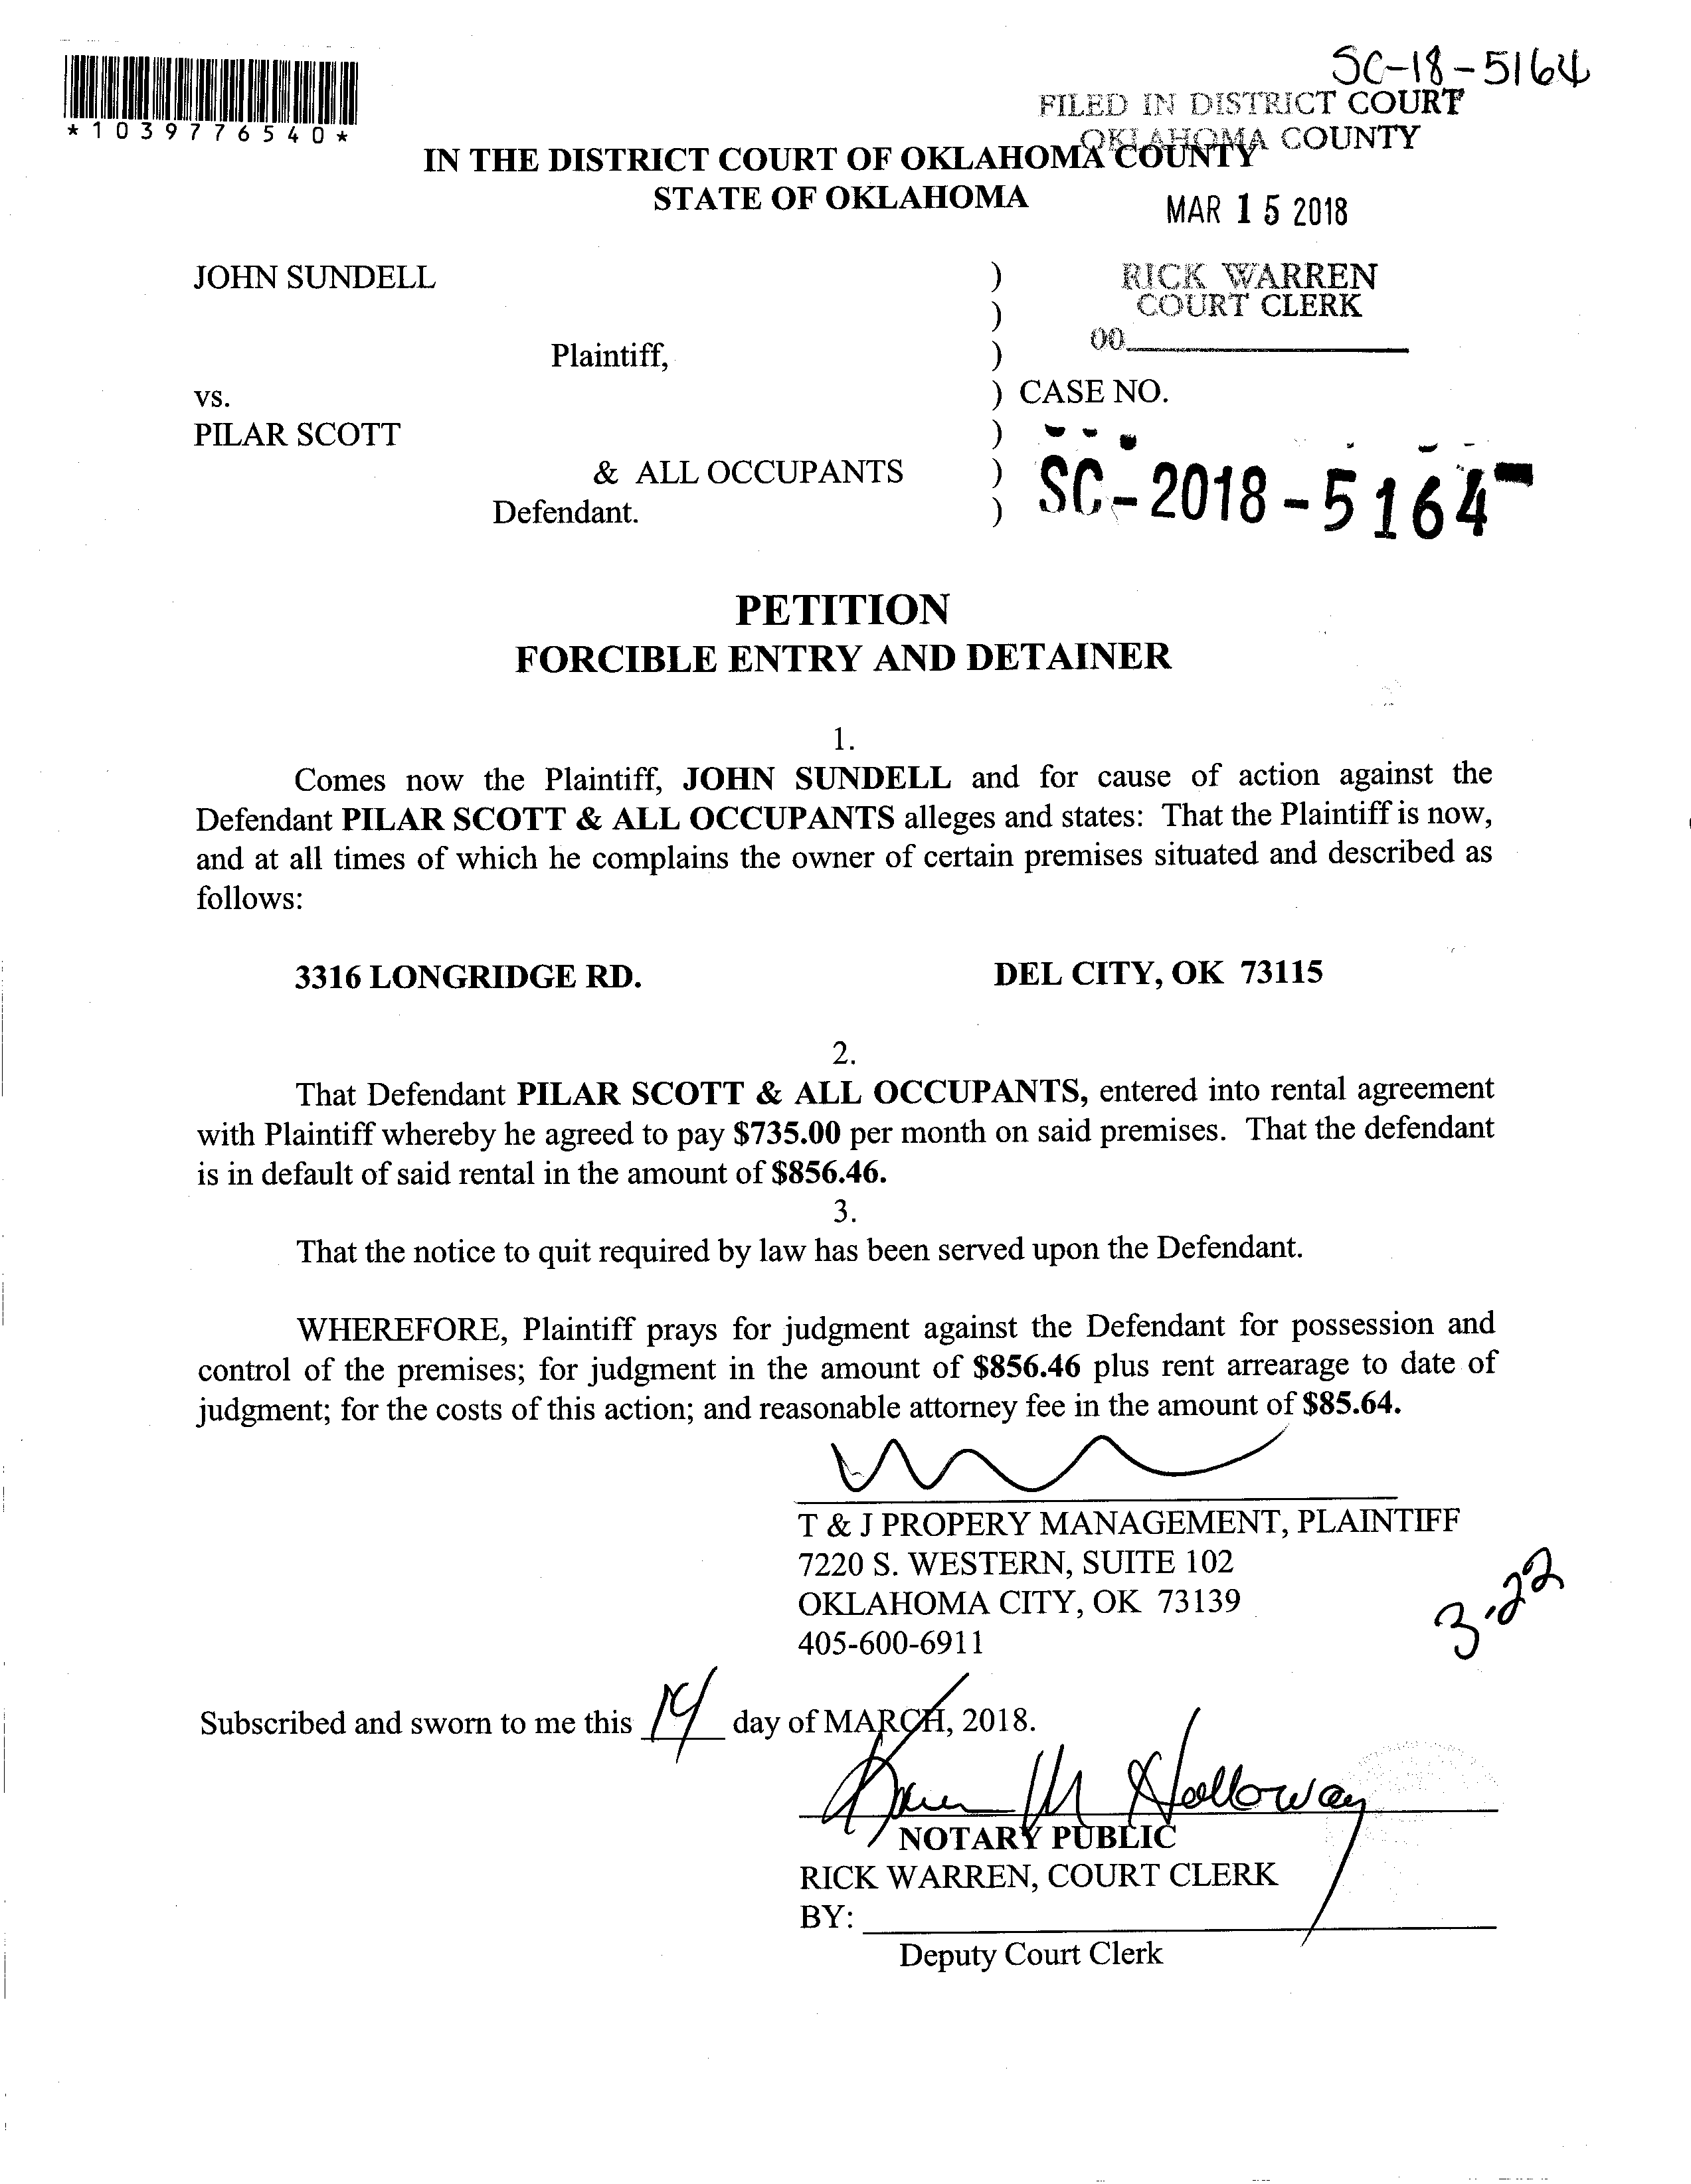 SC-18-5164
FILED IN DISTRICT COURT
OKLAHOMA COUNTY
*1039776540*
IN THE DISTRICT COURT OF OKLAHOMA COUNTY
STATE OF OKLAHOMA
MAR 15 2018
JOHN SUNDELL )
RICK WARREN
COURT CLERK
)
00
Plaintiff, )
vs. ) CASE NO.
PILAR SCOTT )
& ALL OCCUPANTS )
SC-2018-5164
Defendant. )
PETITION
FORCIBLE ENTRY AND DETAINER
1.
Comes now the Plaintiff, JOHN SUNDELL and for cause of action against the
Defendant PILAR SCOTT & ALL OCCUPANTS alleges and states: That the Plaintiff is now,
and at all times of which he complains the owner of certain premises situated and described as
follows:
3316 LONGRIDGE RD. DEL CITY, OK 73115
2.
That Defendant PILAR SCOTT & ALL OCCUPANTS, entered into rental agreement
with Plaintiff whereby he agreed to pay $735.00 per month on said premises. That the defendant
is in default of said rental in the amount of $856.46.
3.
That the notice to quit required by law has been served upon the Defendant.
WHEREFORE, Plaintiff prays for judgment against the Defendant for possession and
control of the premises; for judgment in the amount of $856.46 plus rent arrearage to date of
judgment; for the costs of this action; and reasonable attorney fee in the amount of $85.64.
T & J PROPERY MANAGEMENT, PLAINTIFF
7220 S. WESTERN, SUITE 102
OKLAHOMA CITY, OK 73139
405-600-6911
3-22
Subscribed and sworn to me this 14 day of MARCH, 2018.
Karen M Holloway
NOTARY PUBLIC
RICK WARREN, COURT CLERK
BY:
Deputy Court Clerk